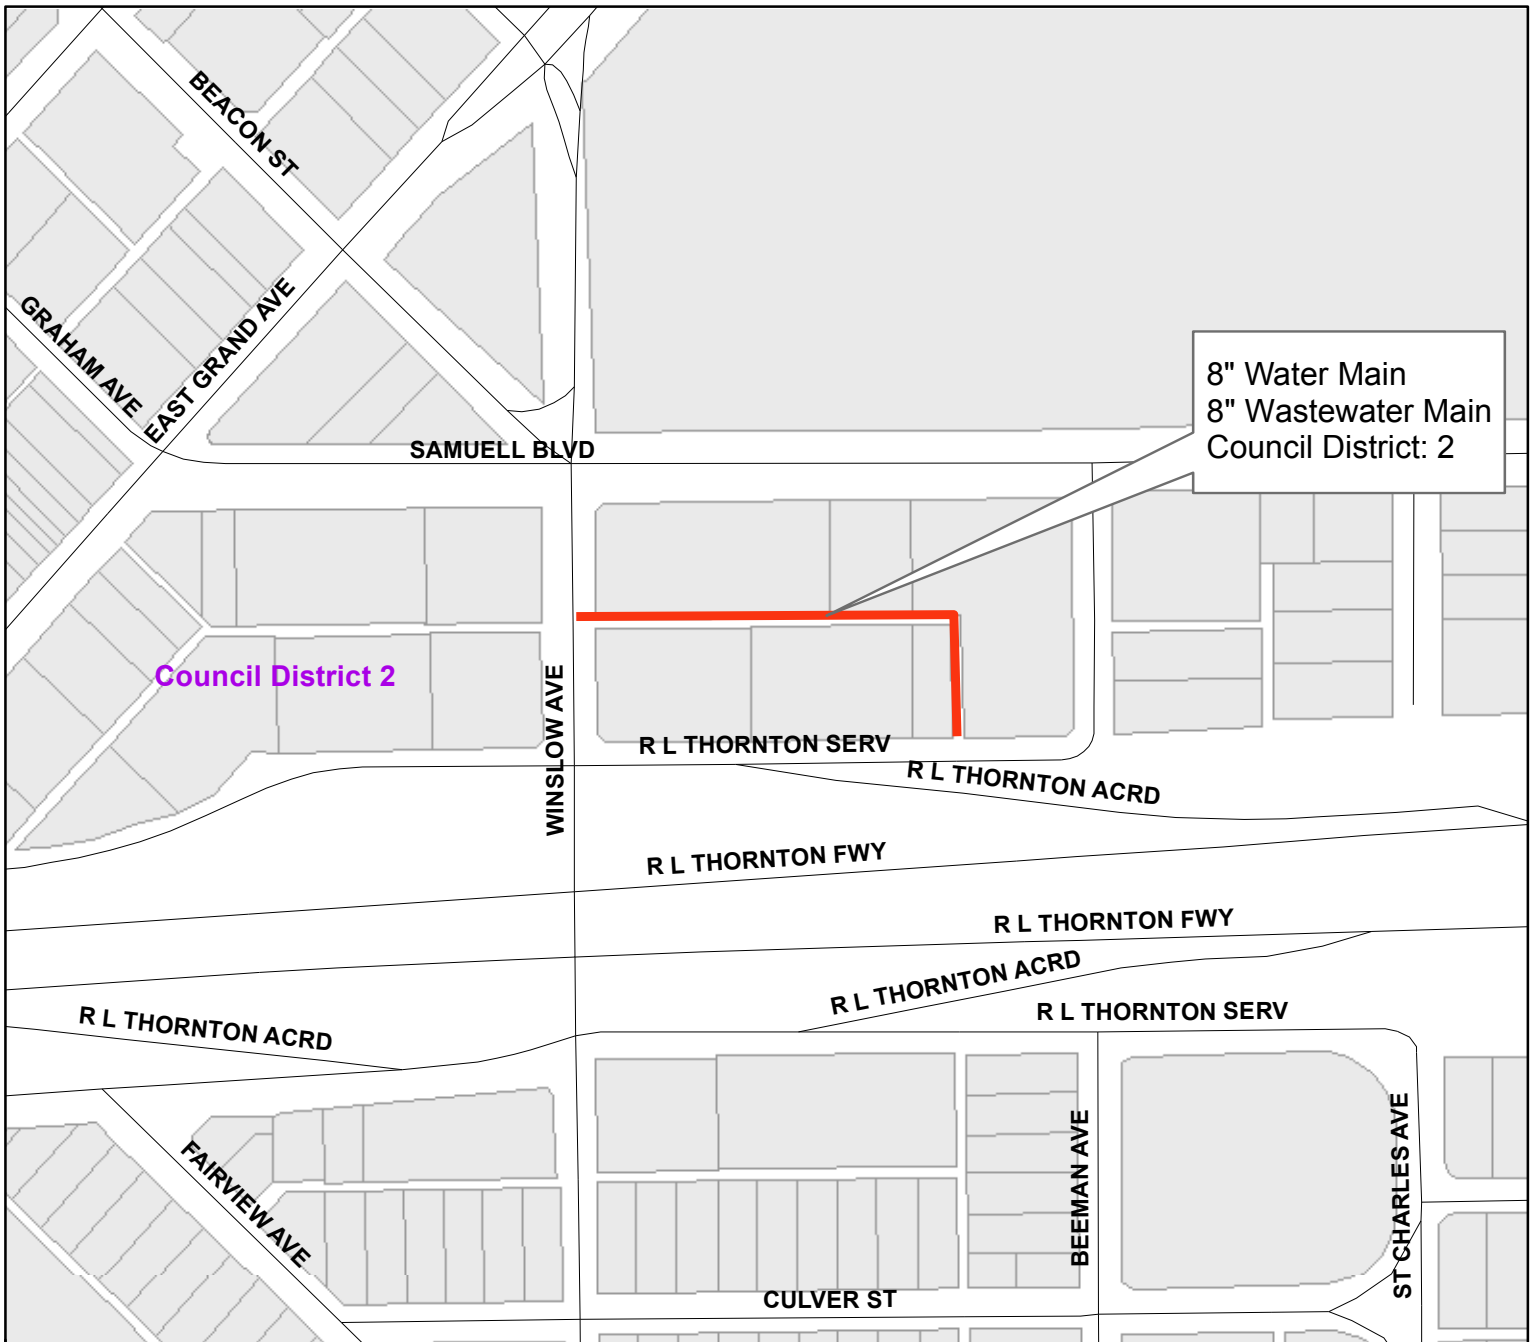 BEACON ST
GRAHAM AVE
EAST GRAND AVE
8" Water Main
8" Wastewater Main
Council District: 2
SAMUELL BLVD
Council District 2
WINSLOW AVE
R L THORNTON SERV
R L THORNTON ACRD
R L THORNTON FWY
R L THORNTON FWY
R L THORNTON ACRD
R L THORNTON SERV
R L THORNTON ACRD
FAIRVIEW AVE
BEEMAN AVE
ST CHARLES AVE
CULVER ST